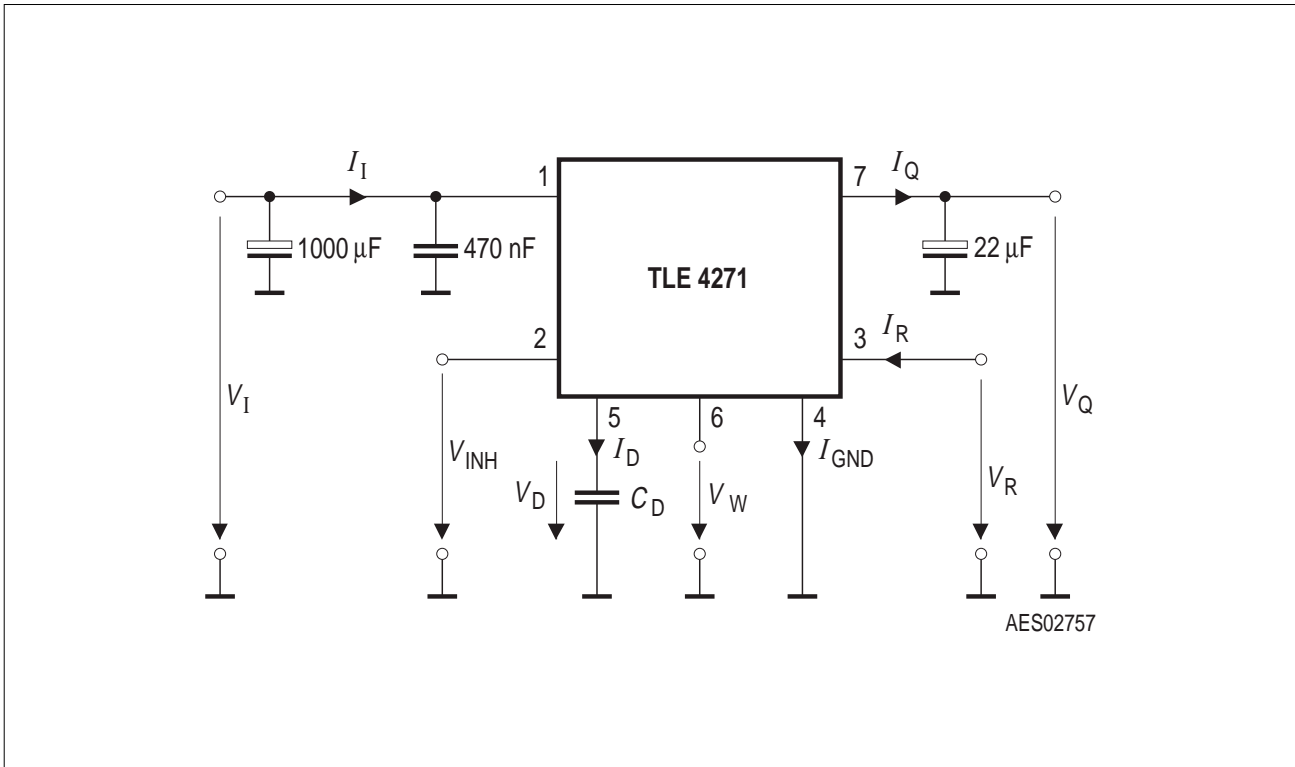 I_I
I_Q
1
7
1000 µF
470 nF
22 µF
TLE 4271
2
3
I_R
V_I
V_INH
5
6
4
I_D
I_GND
V_D
C_D
V_W
V_R
V_Q
AES02757